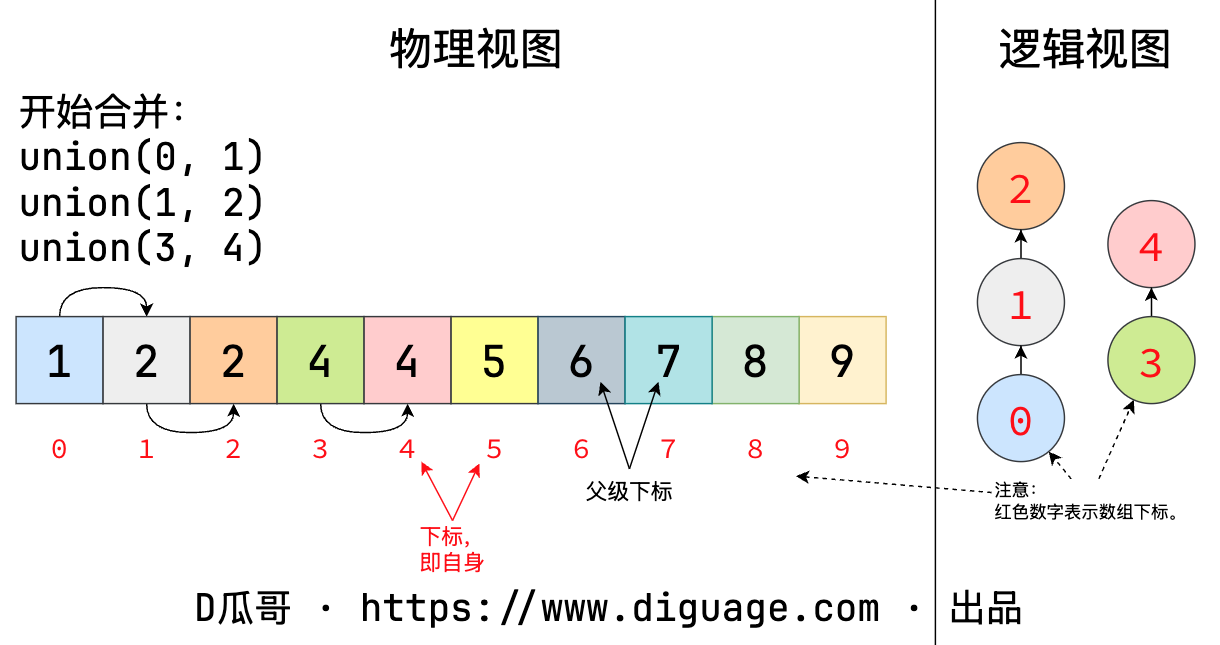 物理视图
逻辑视图
开始合并：
union(0, 1)
union(1, 2)
union(3, 4)
1 2 2 4 4 5 6 7 8 9
0 1 2 3 4 5 6 7 8 9
父级下标
下标，
即自身
2
1
0
4
3
注意：
红色数字表示数组下标。
D瓜哥 · https://www.diguage.com · 出品